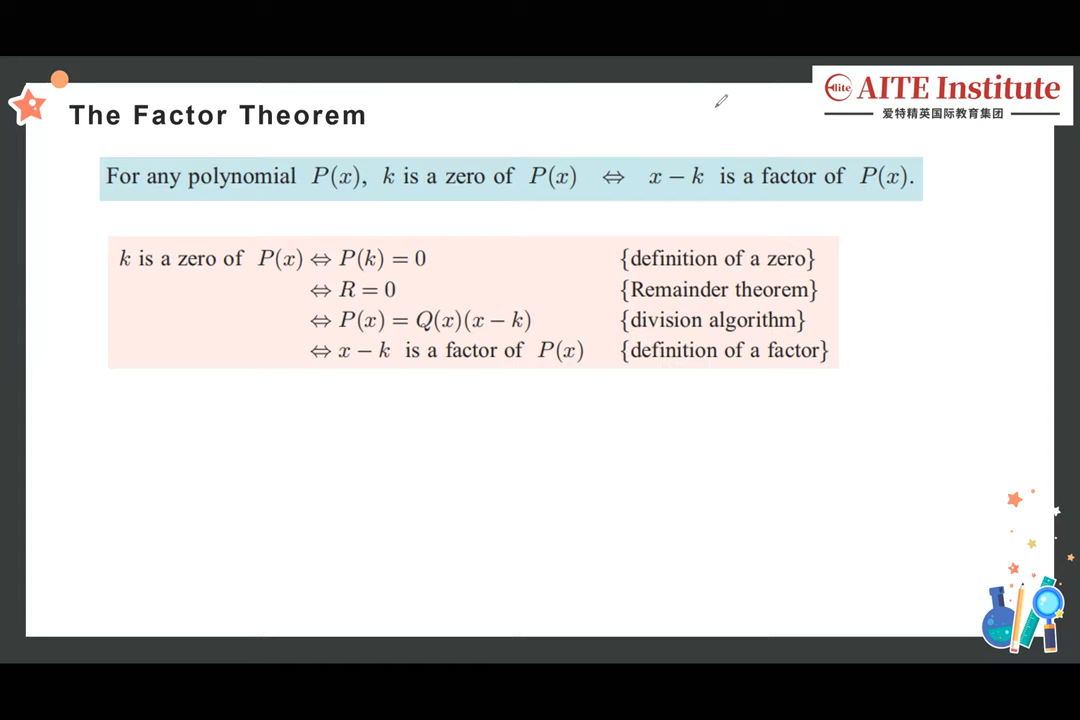 Elite AITE Institute
爱特精英国际教育集团
The Factor Theorem
For any polynomial P(x), k is a zero of P(x) ⇔ x − k is a factor of P(x).
k is a zero of P(x) ⇔ P(k) = 0 {definition of a zero}
⇔ R = 0 {Remainder theorem}
⇔ P(x) = Q(x)(x − k) {division algorithm}
⇔ x − k is a factor of P(x) {definition of a factor}